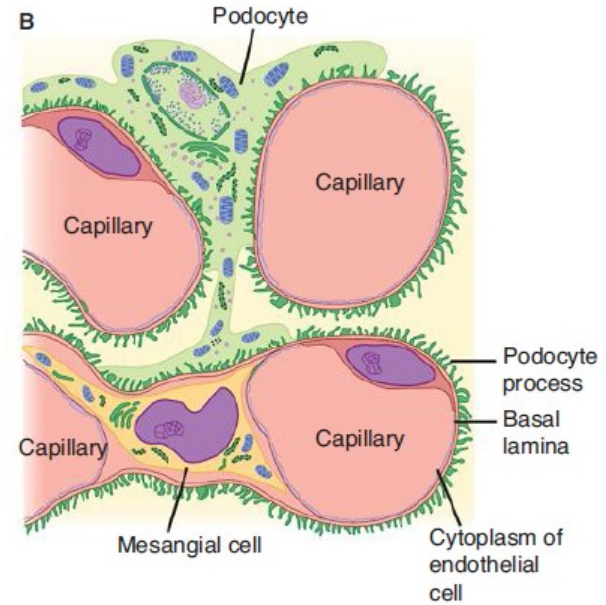 B
Podocyte
Capillary
Capillary
Podocyte
process
Basal
lamina
Capillary
Capillary
Mesangial cell
Cytoplasm of
endothelial
cell